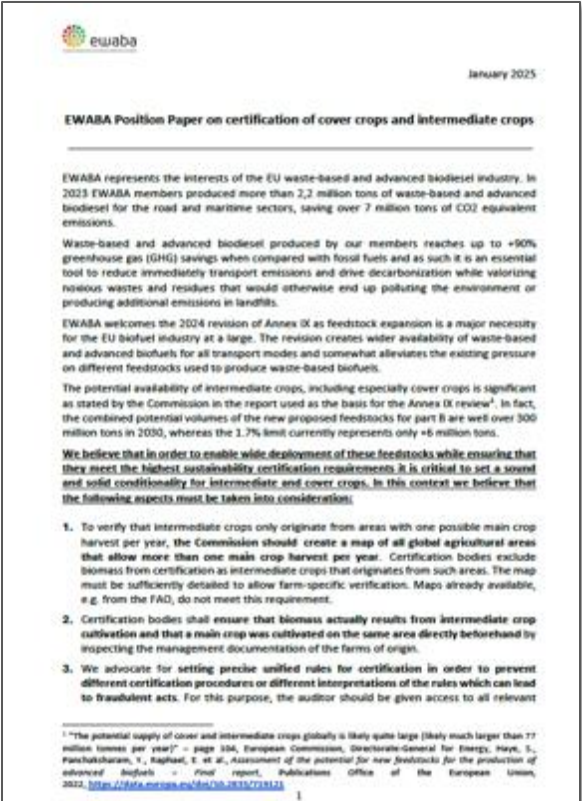 ewaba
January 2025
EWABA Position Paper on certification of cover crops and intermediate crops
EWABA represents the interests of the EU waste-based and advanced biodiesel industry. In
2023 EWABA members produced more than 2,2 million tons of waste-based and advanced
biodiesel for the road and maritime sectors, saving over 7 million tons of CO2 equivalent
emissions.
Waste-based and advanced biodiesel produced by our members reaches up to +90%
greenhouse gas (GHG) savings when compared with fossil fuels and as such it is an essential
tool to reduce immediately transport emissions and drive decarbonization while valorizing
noxious wastes and residues that would otherwise end up polluting the environment or
producing additional emissions in landfills.
EWABA welcomes the 2024 revision of Annex IX as feedstock expansion is a major necessity
for the EU biofuel industry at a large. The revision creates wider availability of waste-based
and advanced biofuels for all transport modes and somewhat alleviates the existing pressure
on different feedstocks used to produce waste-based biofuels.
The potential availability of intermediate crops, including especially cover crops is significant
as stated by the Commission in the report used as the basis for the Annex IX review¹. In fact,
the combined potential volumes of the new proposed feedstocks for part B are well over 300
million tons in 2030, whereas the 1.7% limit currently represents only ≈6 million tons.
We believe that in order to enable wide deployment of these feedstocks while ensuring that
they meet the highest sustainability certification requirements it is critical to set a sound
and solid conditionality for intermediate and cover crops. In this context we believe that
the following aspects must be taken into consideration:
1. To verify that intermediate crops only originate from areas with one possible main crop
harvest per year, the Commission should create a map of all global agricultural areas
that allow more than one main crop harvest per year. Certification bodies exclude
biomass from certification as intermediate crops that originates from such areas. The map
must be sufficiently detailed to allow farm-specific verification. Maps already available,
e.g. from the FAO, do not meet this requirement.
2. Certification bodies shall ensure that biomass actually results from intermediate crop
cultivation and that a main crop was cultivated on the same area directly beforehand by
inspecting the management documentation of the farms of origin.
3. We advocate for setting precise unified rules for certification in order to prevent
different certification procedures or different interpretations of the rules which can lead
to fraudulent acts. For this purpose, the auditor should be given access to all relevant
¹ "The potential supply of cover and intermediate crops globally is likely quite large (likely much larger than 77
million tonnes per year)" – page 104, European Commission, Directorate-General for Energy, Haye, S.,
Panchaksharam, Y., Raphael, E. et al., Assessment of the potential for new feedstocks for the production of
advanced biofuels – Final report, Publications Office of the European Union,
2022, https://data.europa.eu/doi/10.2833/719121
1